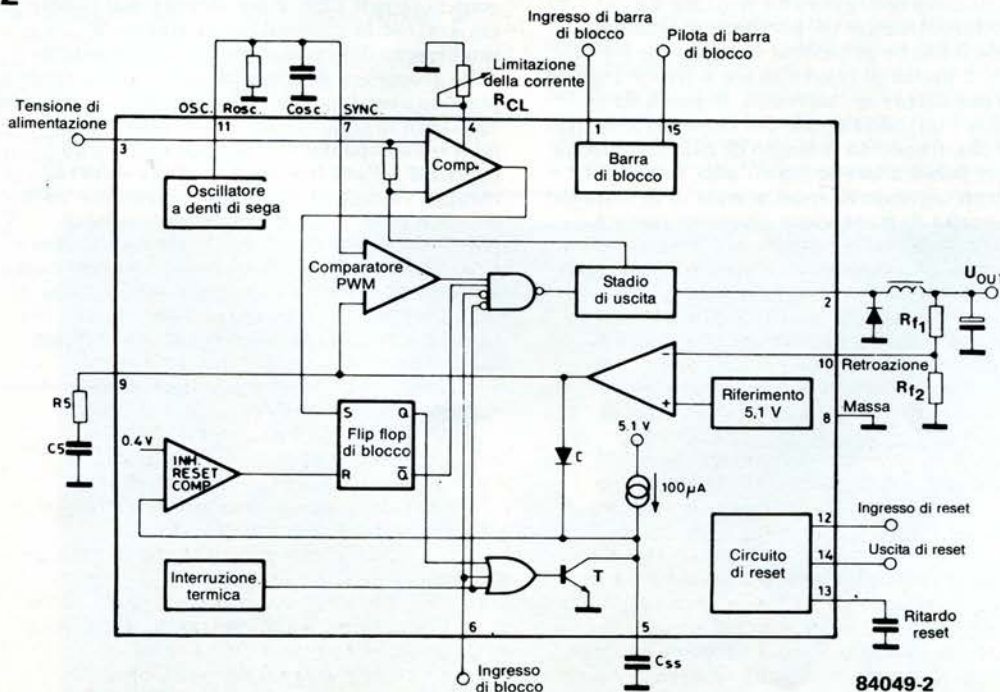 2
Ingresso di barra
di blocco
Pilota di barra
di blocco
Limitazione
della corrente
RCL
Tensione di
alimentazione
OSC. Rosc. Cosc. SYNC.
3
11
7
4
1
15
Oscillatore
a denti di sega
Comp.
Barra
di blocco
Comparatore
PWM
Stadio
di uscita
2
UOUT
Rf1
10 Retroazione
Rf2
9
R5
C5
0.4 V
INH.
RESET
COMP.
S Q
Flip flop
di blocco
R Q̅
−
+
Riferimento
5,1 V
8 Massa
5.1 V
100µA
Interruzione
termica
T
Circuito
di reset
12 Ingresso di reset
14 Uscita di reset
13
Ritardo
reset
6
5
Ingresso
di blocco
Css
84049-2